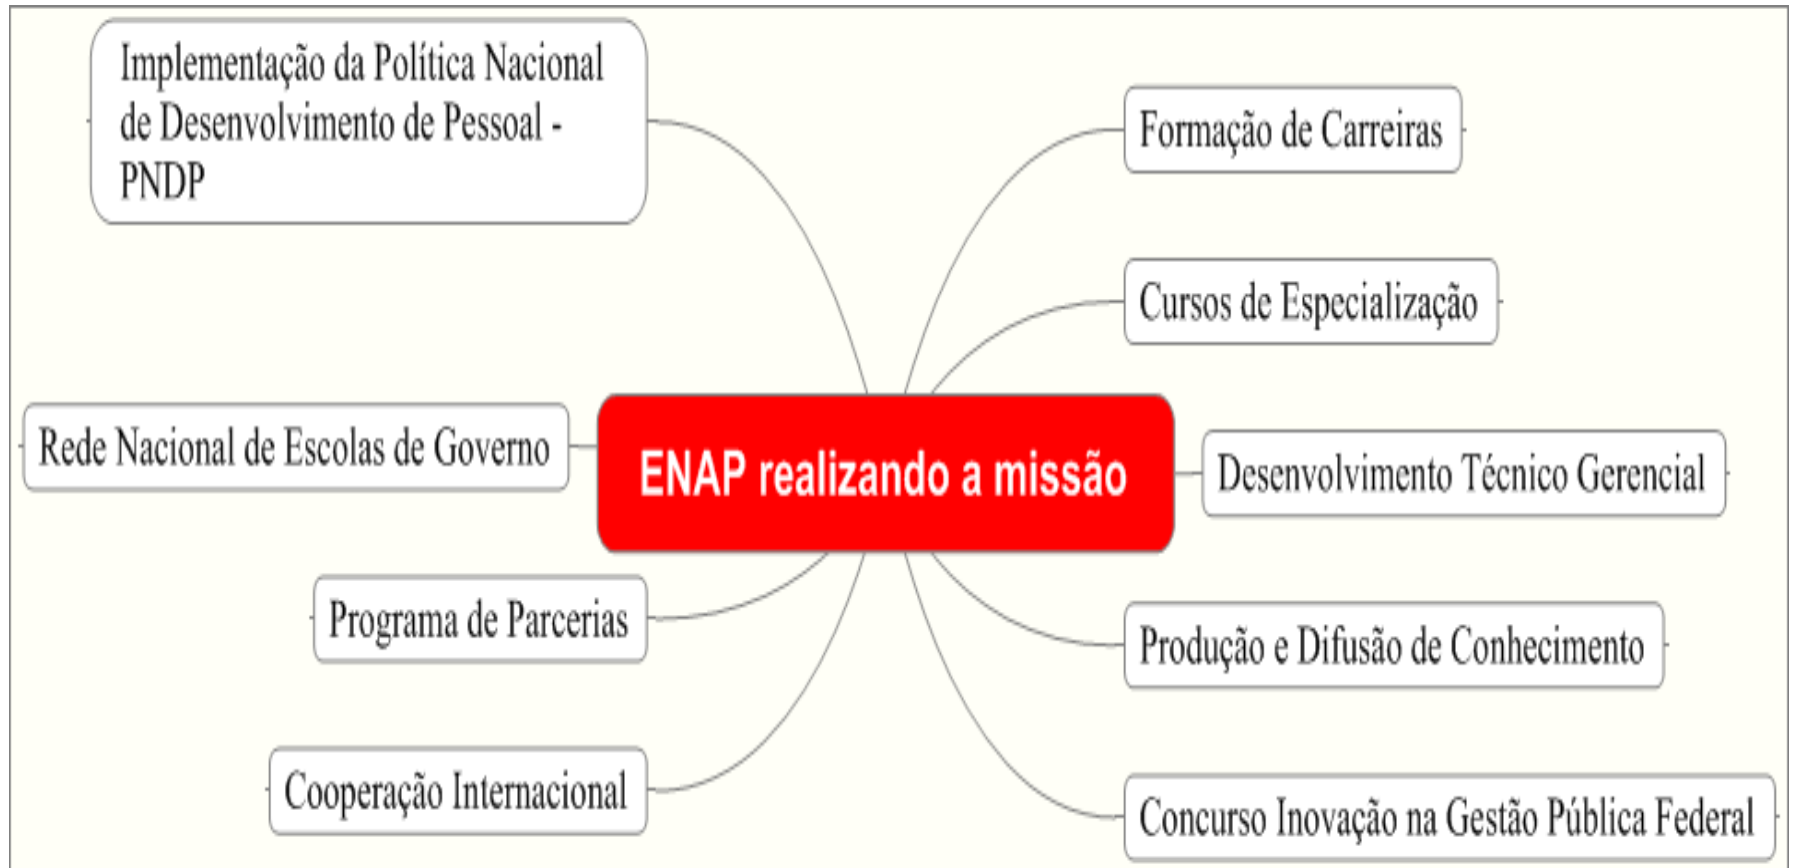 Implementação da Política Nacional
de Desenvolvimento de Pessoal -
PNDP
Rede Nacional de Escolas de Governo
Programa de Parcerias
Cooperação Internacional
ENAP realizando a missão
Formação de Carreiras
Cursos de Especialização
Desenvolvimento Técnico Gerencial
Produção e Difusão de Conhecimento
Concurso Inovação na Gestão Pública Federal